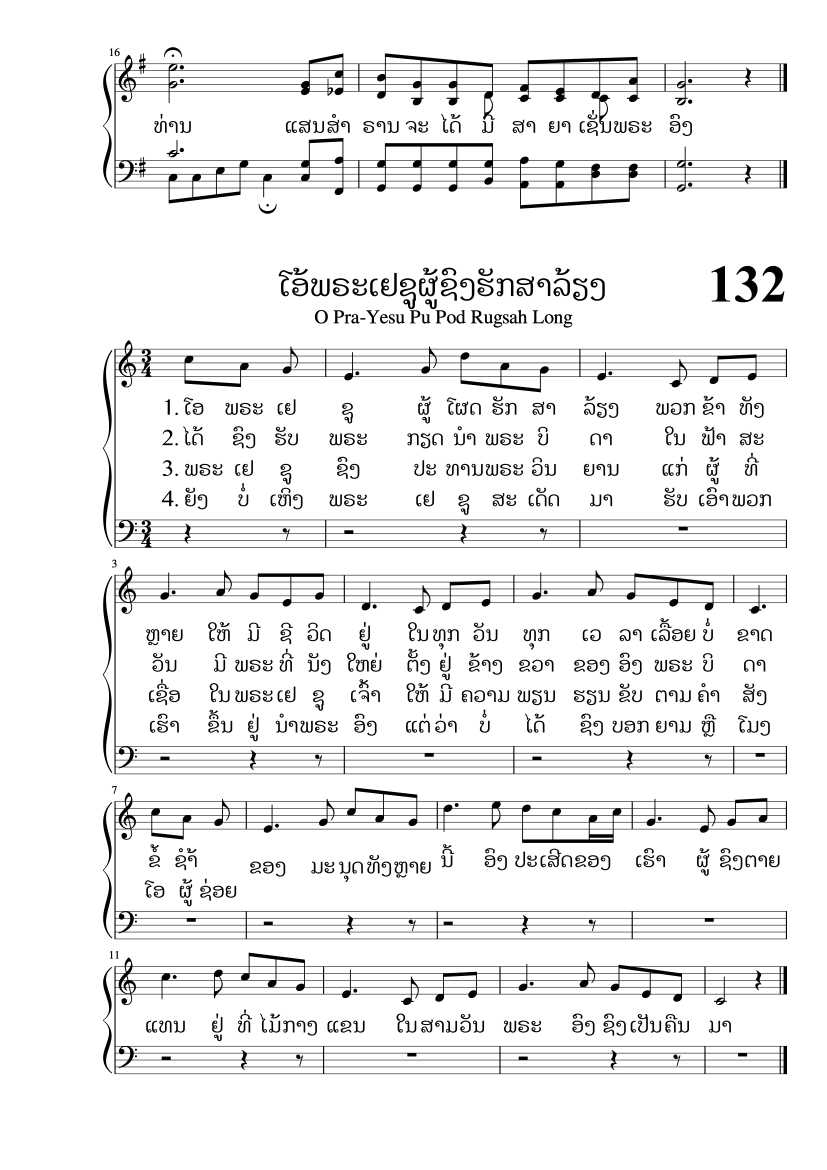 16
ທ່ານ ແສນສຳ ຣານ ຈະ ໄດ້ ມີ ສາ ຍາ ເຊັ່ນພຣະ ອົງ
ໂອ້ພຣະເຢຊູຜູ້ຊົງຮັກສາລ້ຽງ 132
O Pra-Yesu Pu Pod Rugsah Long
1. ໂອ ພຣະ ເຢ ຊູ ຜູ້ ໂຜດ ຮັກ ສາ ລ້ຽງ ພວກ ຂ້າ ທັງ
2. ໄດ້ ຊົງ ຮັບ ພຣະ ກຽດ ນຳ ພຣະ ບິ ດາ ໃນ ຟ້າ ສະ
3. ພຣະ ເຢ ຊູ ຊົງ ປະ ທານພຣະ ວິນ ຍານ ແກ່ ຜູ້ ທີ່
4. ຍັງ ບໍ່ ເຫິງ ພຣະ ເຢ ຊູ ສະ ເດັດ ມາ ຮັບ ເອົາພວກ
3
ຫຼາຍ ໃຫ້ ມີ ຊີ ວິດ ຢູ່ ໃນທຸກ ວັນ ທຸກ ເວ ລາ ເລື້ອຍ ບໍ່ ຂາດ
ວັນ ມີ ພຣະ ທີ່ ນັ່ງ ໃຫຍ່ ຕັ້ງ ຢູ່ ຂ້າງ ຂວາ ຂອງ ອົງ ພຣະ ບິ ດາ
ເຊື່ອ ໃນພຣະເຢ ຊູ ເຈົ້າ ໃຫ້ ມີ ຄວາມ ພຽນ ຮຽນ ຂັບ ຕາມ ຄຳ ສັ່ງ
ເຮົາ ຂຶ້ນ ຢູ່ ນຳພຣະ ອົງ ແຕ່ວ່າ ບໍ່ ໄດ້ ຊົງ ບອກ ຍາມ ຫຼື ໂມງ
7
ຂໍ້ ຊໍ້າ ຂອງ ມະນຸດທັງຫຼາຍ ນີ້ ອົງ ປະເສີດຂອງ ເຮົາ ຜູ້ ຊົງຕາຍ
ໂອ ຜູ້ ຊ່ອຍ
11
ແທນ ຢູ່ ທີ່ ໄມ້ກາງ ແຂນ ໃນສາມວັນ ພຣະ ອົງ ຊົງເປັນຄືນ ມາ